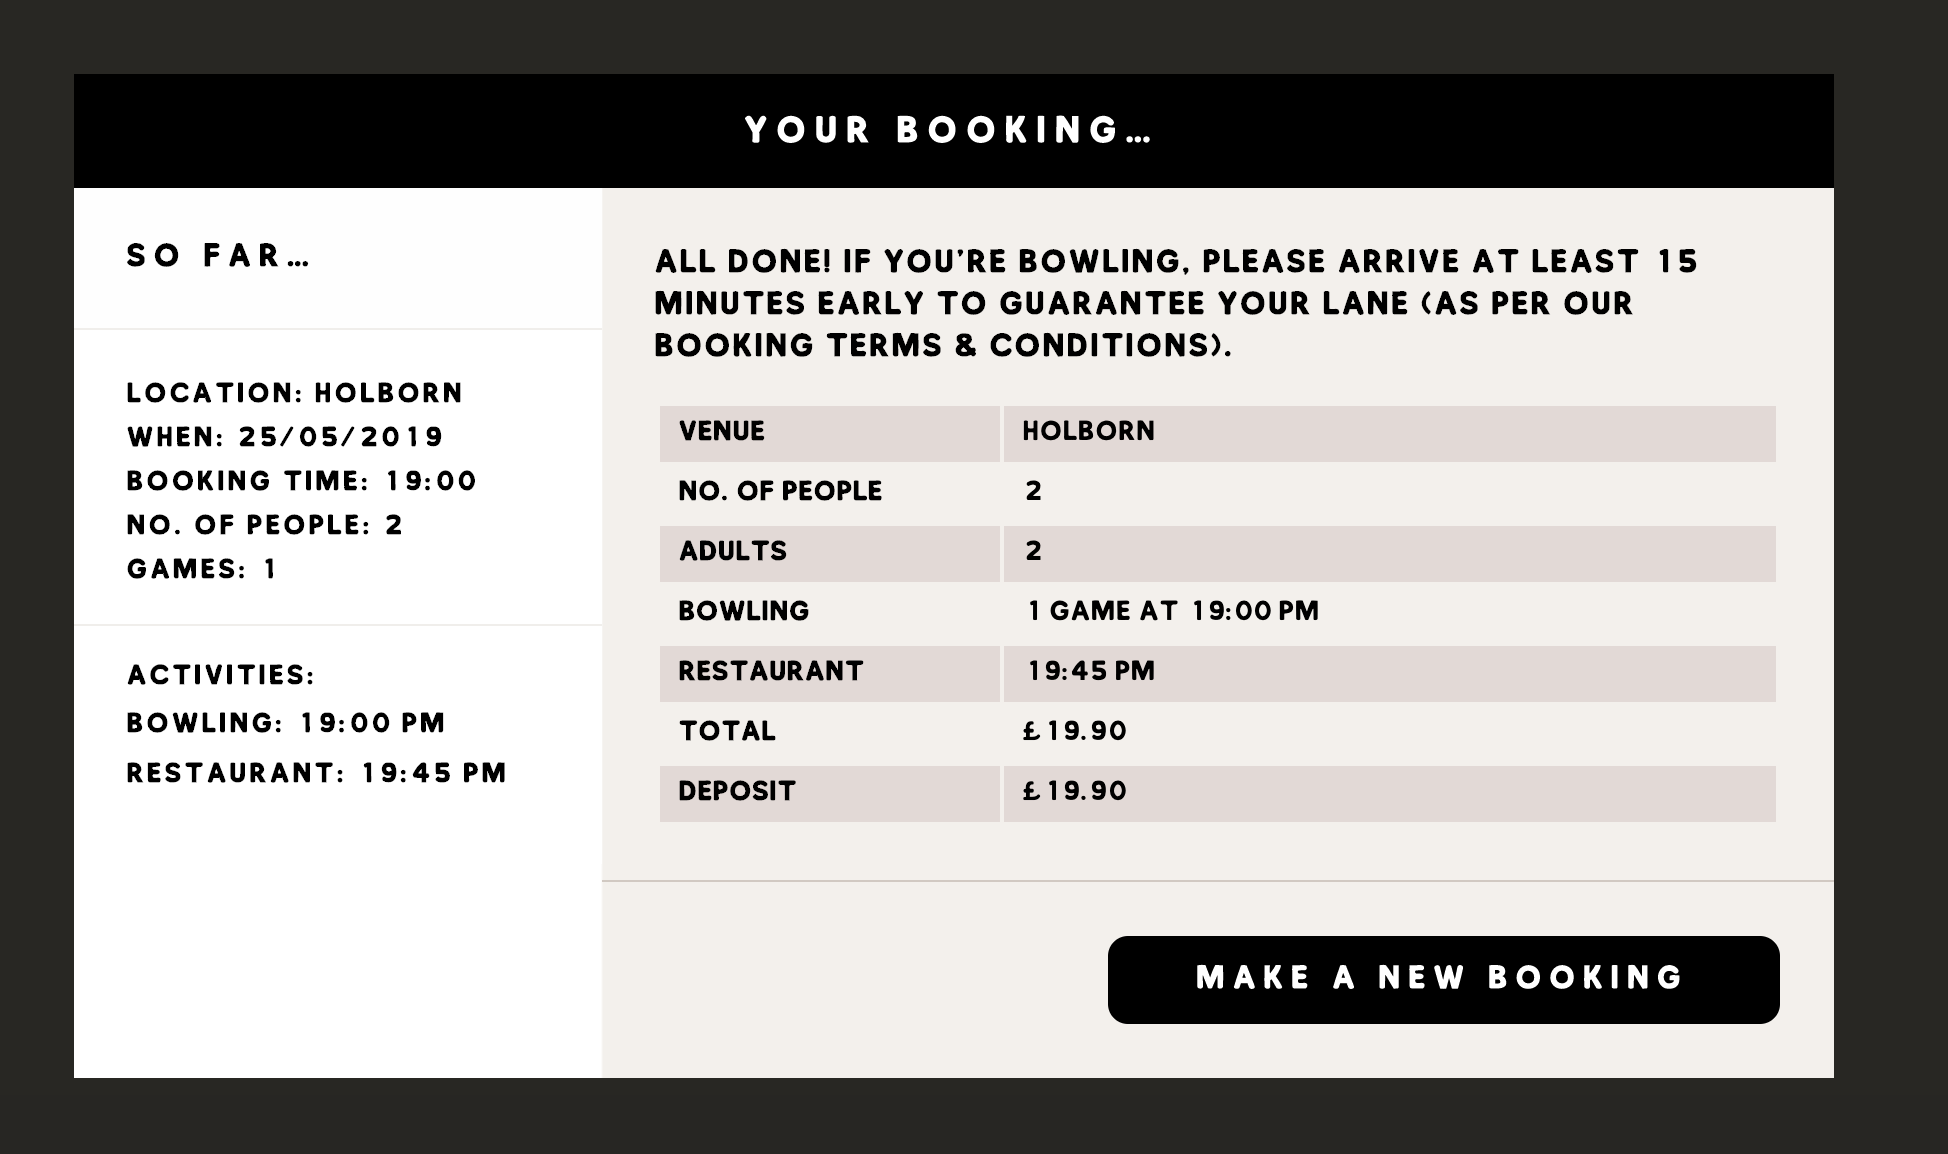 YOUR BOOKING…
SO FAR…
LOCATION: HOLBORN
WHEN: 25/05/2019
BOOKING TIME: 19:00
NO. OF PEOPLE: 2
GAMES: 1
ACTIVITIES:
BOWLING: 19:00 PM
RESTAURANT: 19:45 PM
ALL DONE! IF YOU'RE BOWLING, PLEASE ARRIVE AT LEAST 15
MINUTES EARLY TO GUARANTEE YOUR LANE (AS PER OUR
BOOKING TERMS & CONDITIONS).
VENUE HOLBORN
NO. OF PEOPLE 2
ADULTS 2
BOWLING 1 GAME AT 19:00 PM
RESTAURANT 19:45 PM
TOTAL £19.90
DEPOSIT £19.90
MAKE A NEW BOOKING